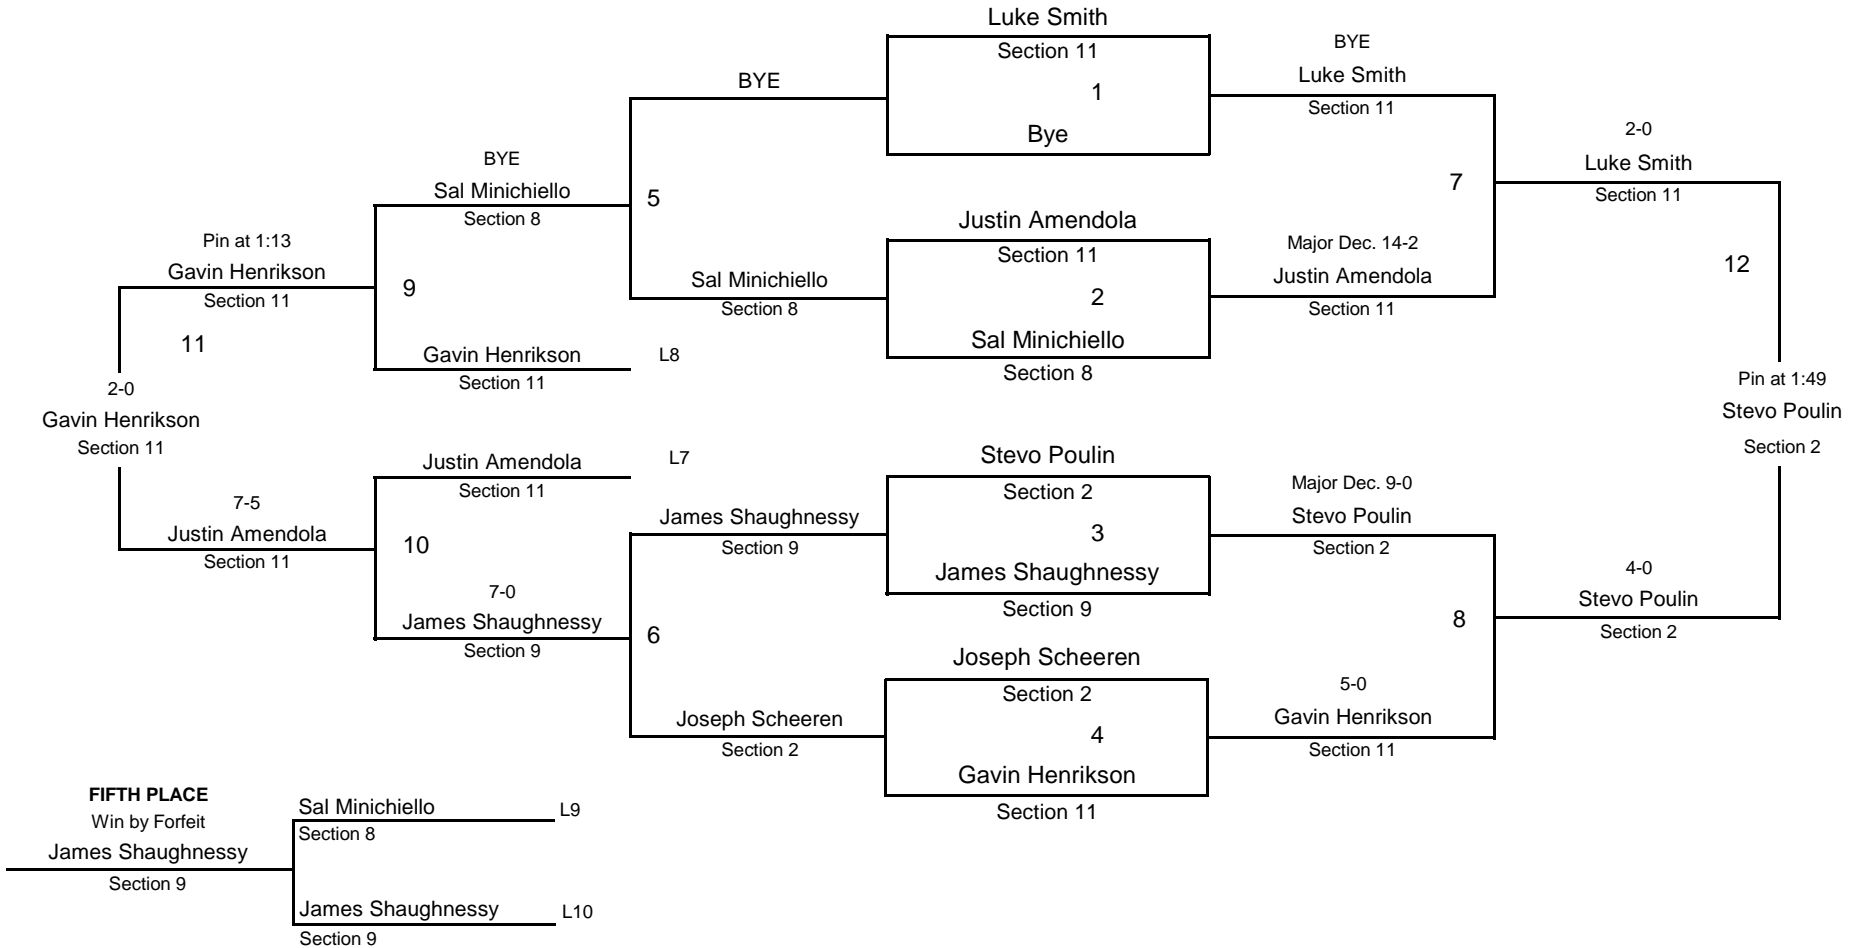 Luke Smith
Section 11
1
Bye
BYE
Luke Smith
Section 11
BYE
2-0
Luke Smith
Section 11
BYE
Sal Minichiello
Section 8
5
7
Justin Amendola
Section 11
2
Sal Minichiello
Section 8
Major Dec. 14-2
Justin Amendola
Section 11
12
Pin at 1:13
Gavin Henrikson
Section 11
9
Sal Minichiello
Section 8
11
Gavin Henrikson
Section 11
L8
2-0
Gavin Henrikson
Section 11
Pin at 1:49
Stevo Poulin
Section 2
Justin Amendola
Section 11
L7
Stevo Poulin
Section 2
3
James Shaughnessy
Section 9
Major Dec. 9-0
Stevo Poulin
Section 2
7-5
Justin Amendola
Section 11
10
James Shaughnessy
Section 9
7-0
James Shaughnessy
Section 9
6
8
4-0
Stevo Poulin
Section 2
Joseph Scheeren
Section 2
4
Gavin Henrikson
Section 11
5-0
Gavin Henrikson
Section 11
Joseph Scheeren
Section 2
FIFTH PLACE
Win by Forfeit
James Shaughnessy
Section 9
Sal Minichiello
Section 8
L9
James Shaughnessy
Section 9
L10